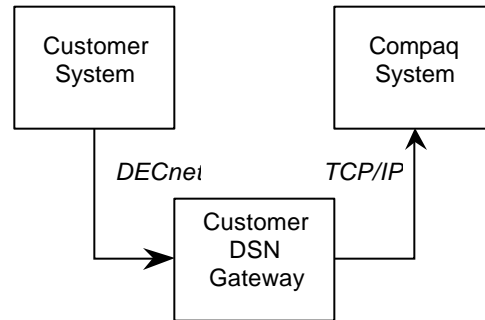 Customer
System
Compaq
System
DECnet
TCP/IP
Customer
DSN
Gateway